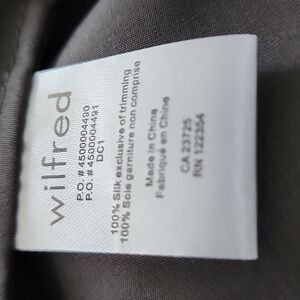 wilfred
P.O. # 4500004490
P.O. # 4500004491
DC1
100% Silk exclusive of trimming
100% Soie garniture non comprise
Made in China
Fabriqué en Chine
CA 23725
RN 122354